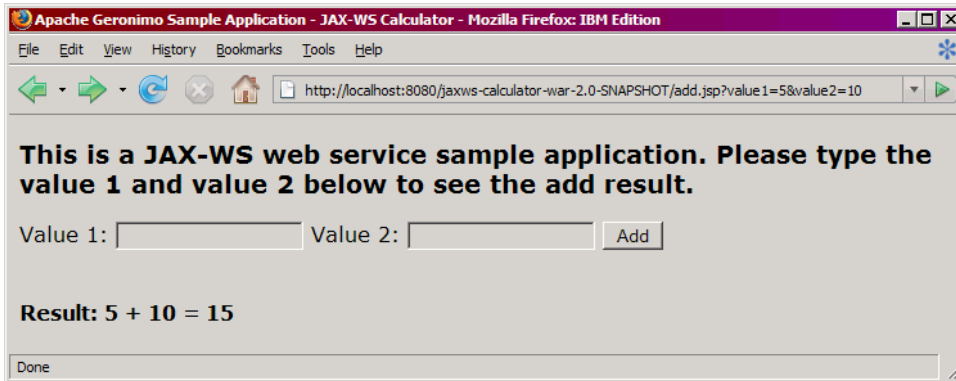 Apache Geronimo Sample Application - JAX-WS Calculator - Mozilla Firefox: IBM Edition
File Edit View History Bookmarks Tools Help
http://localhost:8080/jaxws-calculator-war-2.0-SNAPSHOT/add.jsp?value1=5&value2=10
This is a JAX-WS web service sample application. Please type the
value 1 and value 2 below to see the add result.
Value 1: Value 2: Add
Result: 5 + 10 = 15
Done